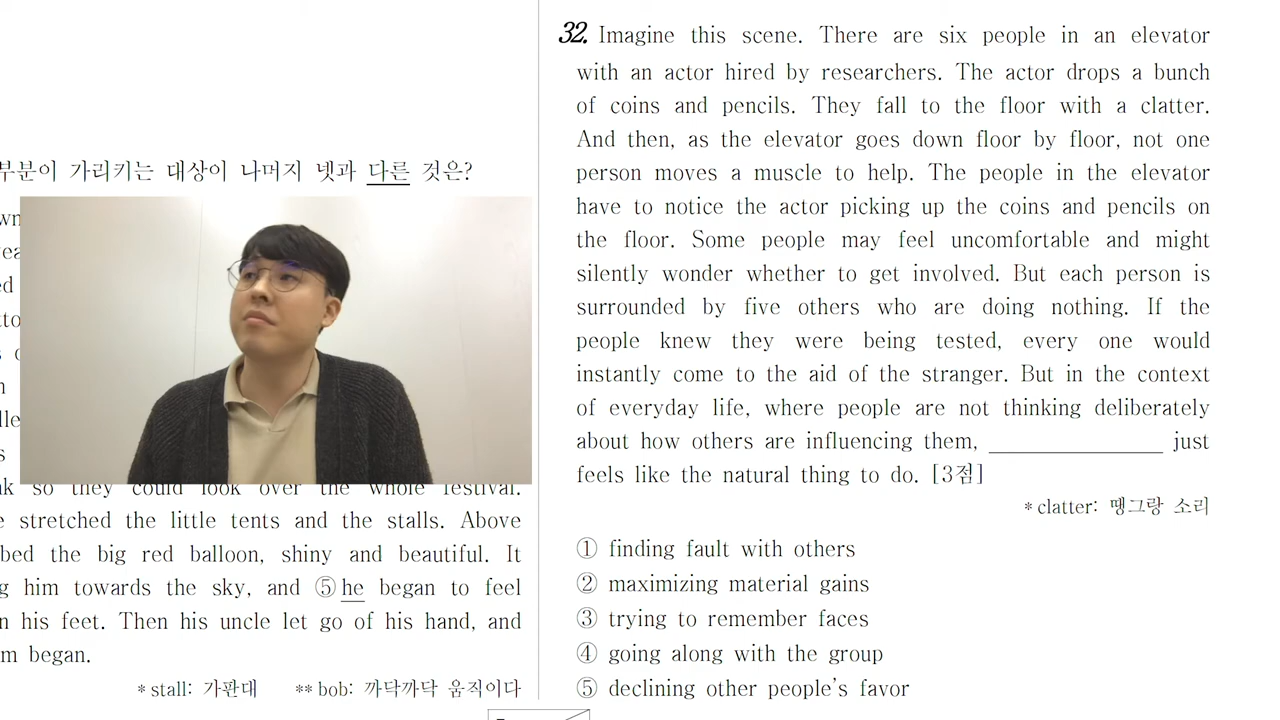 부분이 가리키는 대상이 나머지 넷과 다른 것은?
so they could look over the whole festival.
stretched the little tents and the stalls. Above
the big red balloon, shiny and beautiful. It
him towards the sky, and ⑤ he began to feel
his feet. Then his uncle let go of his hand, and
began.
* stall: 가판대 ** bob: 까닥까닥 움직이다
32. Imagine this scene. There are six people in an elevator
with an actor hired by researchers. The actor drops a bunch
of coins and pencils. They fall to the floor with a clatter.
And then, as the elevator goes down floor by floor, not one
person moves a muscle to help. The people in the elevator
have to notice the actor picking up the coins and pencils on
the floor. Some people may feel uncomfortable and might
silently wonder whether to get involved. But each person is
surrounded by five others who are doing nothing. If the
people knew they were being tested, every one would
instantly come to the aid of the stranger. But in the context
of everyday life, where people are not thinking deliberately
about how others are influencing them, ________________ just
feels like the natural thing to do. [3점]
* clatter: 땡그랑 소리
① finding fault with others
② maximizing material gains
③ trying to remember faces
④ going along with the group
⑤ declining other people's favor